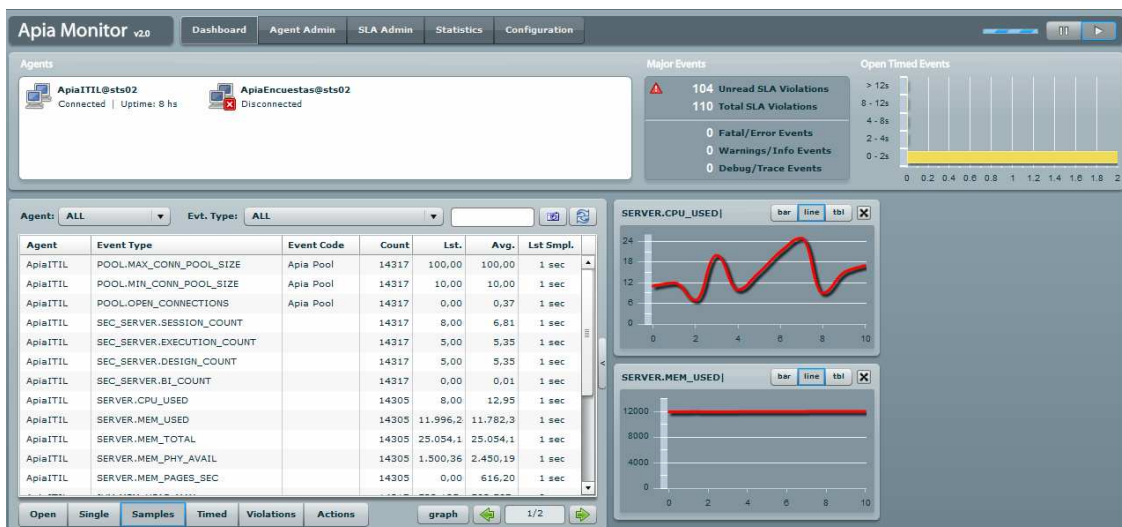 Apia Monitor v2.0
Dashboard Agent Admin SLA Admin Statistics Configuration
Agents
ApiaITIL@sts02
Connected | Uptime: 8 hs
ApiaEncuestas@sts02
Disconnected
Major Events
104 Unread SLA Violations
110 Total SLA Violations
0 Fatal/Error Events
0 Warnings/Info Events
0 Debug/Trace Events
Open Timed Events
> 12s
8 - 12s
4 - 8s
2 - 4s
0 - 2s
0 0.2 0.4 0.6 0.8 1 1.2 1.4 1.6 1.8 2
Agent: ALL Evt. Type: ALL
Agent Event Type Event Code Count Lst. Avg. Lst Smpl.
ApiaITIL POOL.MAX_CONN_POOL_SIZE Apia Pool 14317 100,00 100,00 1 sec
ApiaITIL POOL.MIN_CONN_POOL_SIZE Apia Pool 14317 10,00 10,00 1 sec
ApiaITIL POOL.OPEN_CONNECTIONS Apia Pool 14317 0,00 0,37 1 sec
ApiaITIL SEC_SERVER.SESSION_COUNT 14317 8,00 6,81 1 sec
ApiaITIL SEC_SERVER.EXECUTION_COUNT 14317 5,00 5,35 1 sec
ApiaITIL SEC_SERVER.DESIGN_COUNT 14317 5,00 5,35 1 sec
ApiaITIL SEC_SERVER.BI_COUNT 14317 0,00 0,01 1 sec
ApiaITIL SERVER.CPU_USED 14305 8,00 12,95 1 sec
ApiaITIL SERVER.MEM_USED 14305 11.996,2 11.782,3 1 sec
ApiaITIL SERVER.MEM_TOTAL 14305 25.054,1 25.054,1 1 sec
ApiaITIL SERVER.MEM_PHY_AVAIL 14305 1.500,36 2.450,19 1 sec
ApiaITIL SERVER.MEM_PAGES_SEC 14305 0,00 616,20 1 sec
Open Single Samples Timed Violations Actions graph 1/2
SERVER.CPU_USED| bar line tbl
24
18
12
6
0
0 2 4 6 8 10
SERVER.MEM_USED| bar line tbl
12000
8000
4000
0
0 2 4 6 8 10